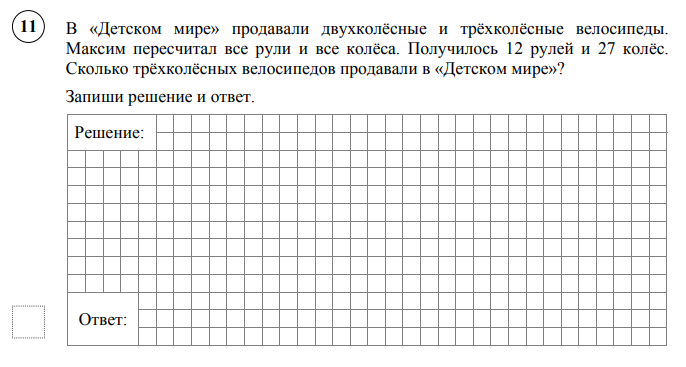 11
В «Детском мире» продавали двухколёсные и трёхколёсные велосипеды.
Максим пересчитал все рули и все колёса. Получилось 12 рулей и 27 колёс.
Сколько трёхколёсных велосипедов продавали в «Детском мире»?
Запиши решение и ответ.
Решение:
Ответ: